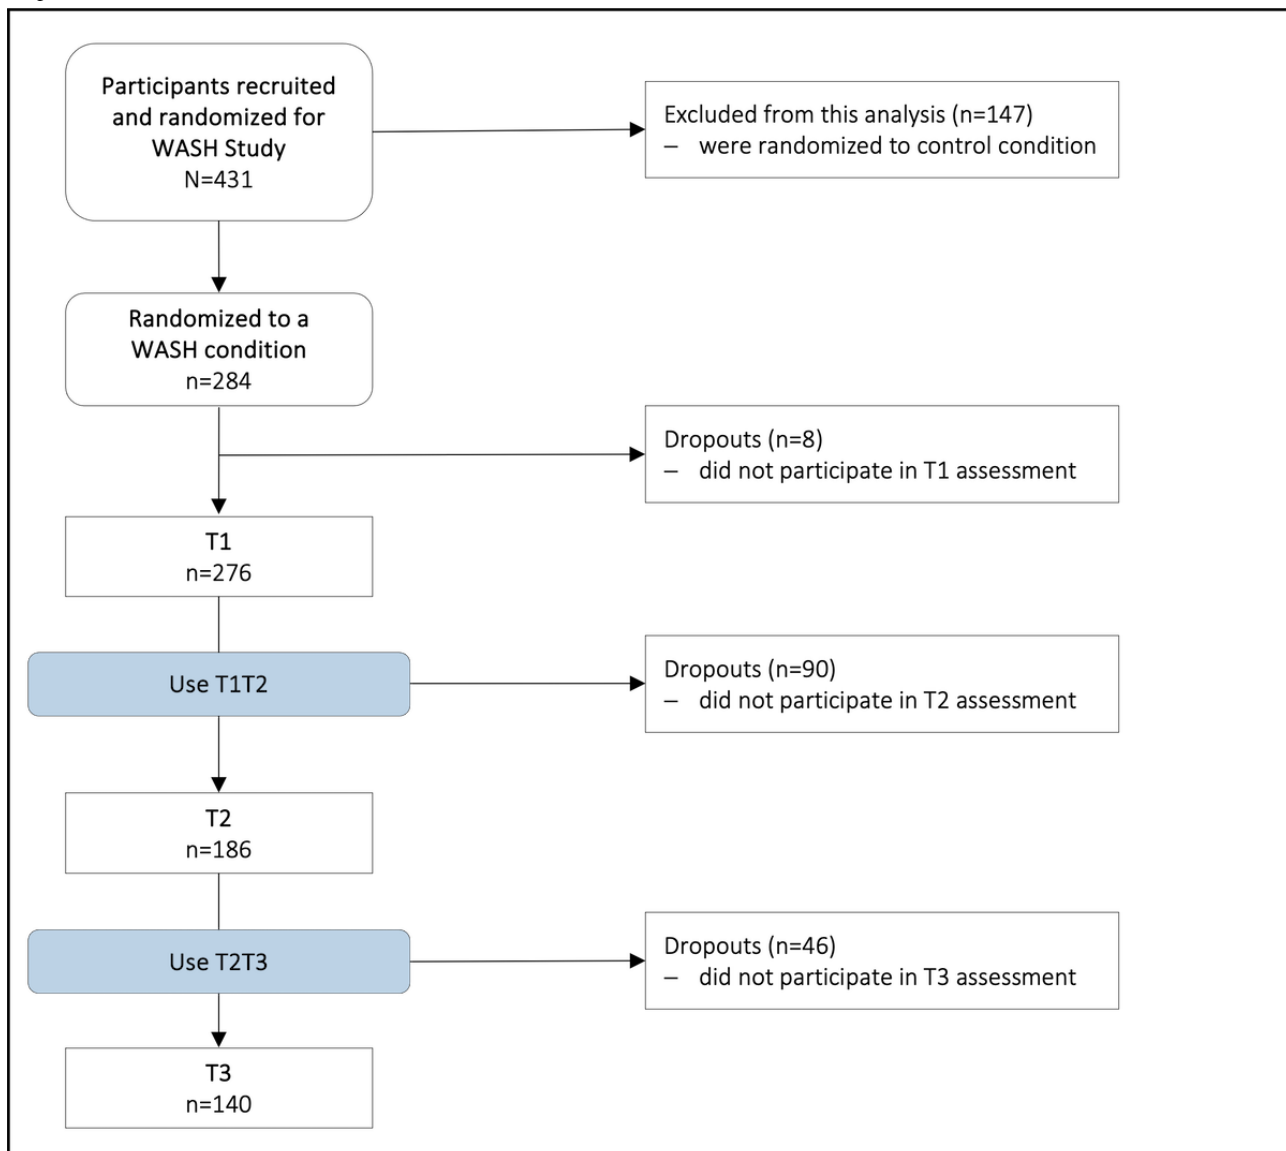 Participants recruited
and randomized for
WASH Study
N=431
Excluded from this analysis (n=147)
– were randomized to control condition
Randomized to a
WASH condition
n=284
Dropouts (n=8)
– did not participate in T1 assessment
T1
n=276
Use T1T2
Dropouts (n=90)
– did not participate in T2 assessment
T2
n=186
Use T2T3
Dropouts (n=46)
– did not participate in T3 assessment
T3
n=140